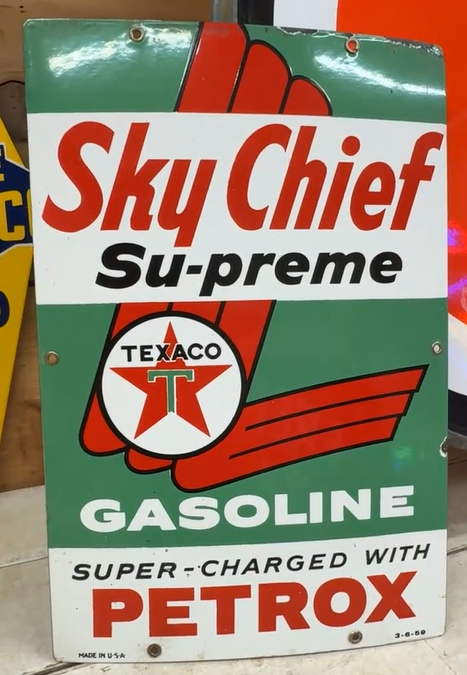 Sky Chief
Su-preme
TEXACO
T
GASOLINE
SUPER-CHARGED WITH
PETROX
3-6-59
MADE IN U·S·A·